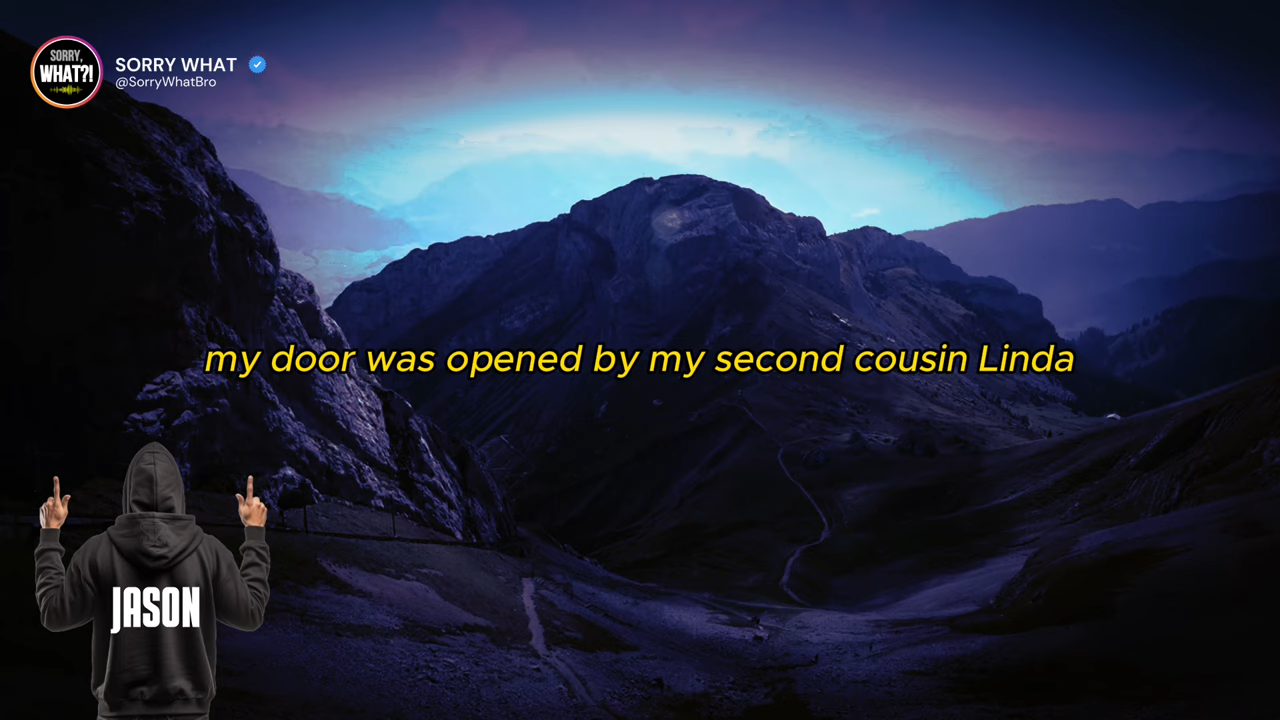 SORRY,
WHAT?!
SORRY WHAT
@SorryWhatBro
my door was opened by my second cousin Linda
JASON